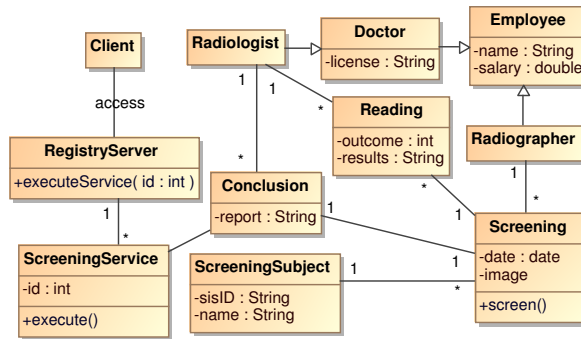 Client
access
RegistryServer
+executeService( id : int )
1
*
ScreeningService
-id : int
+execute()
Radiologist
1
1
*
*
Doctor
-license : String
Employee
-name : String
-salary : double
Reading
-outcome : int
-results : String
*
1
Radiographer
1
*
Conclusion
-report : String
1
1
ScreeningSubject
-sisID : String
-name : String
1
*
Screening
-date : date
-image
+screen()